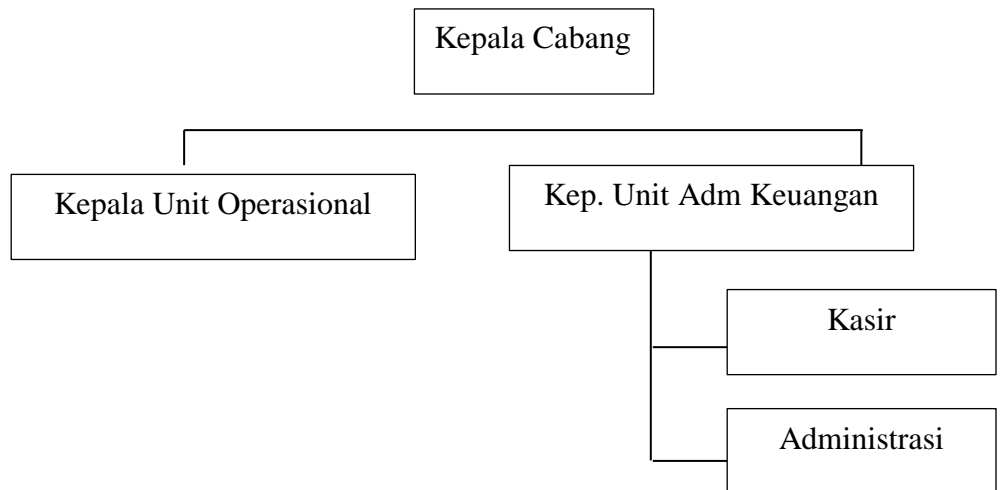 Kepala Cabang
Kepala Unit Operasional
Kep. Unit Adm Keuangan
Kasir
Administrasi